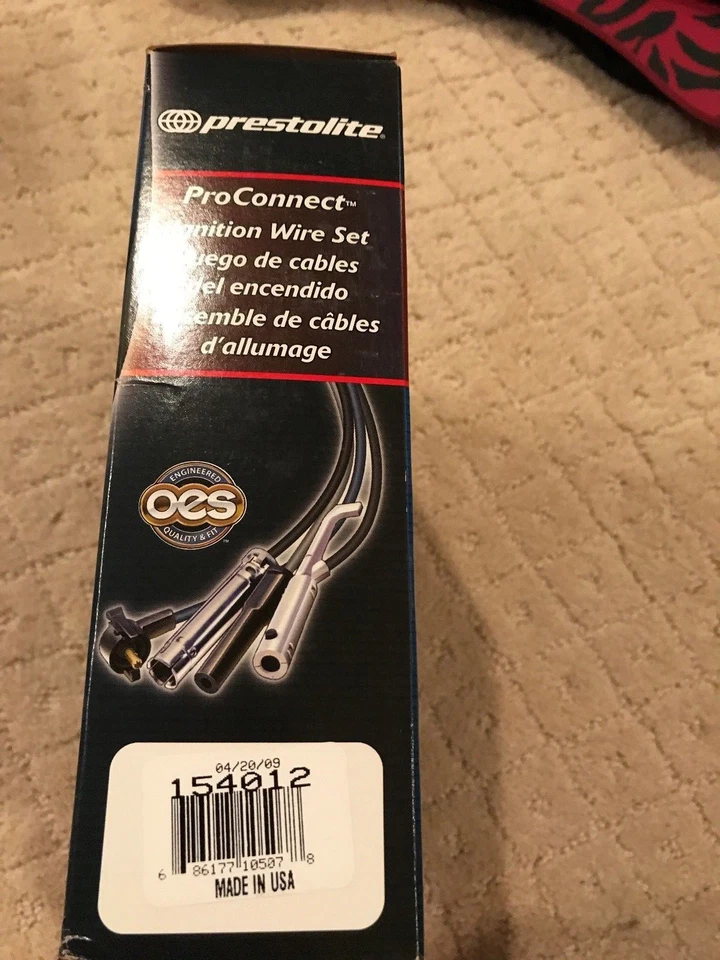 prestolite®
ProConnect™
Ignition Wire Set
Juego de cables
del encendido
Ensemble de câbles
d'allumage
ENGINEERED
oes
QUALITY & FIT™
04/20/09
154012
6 86177 10507 8
MADE IN USA